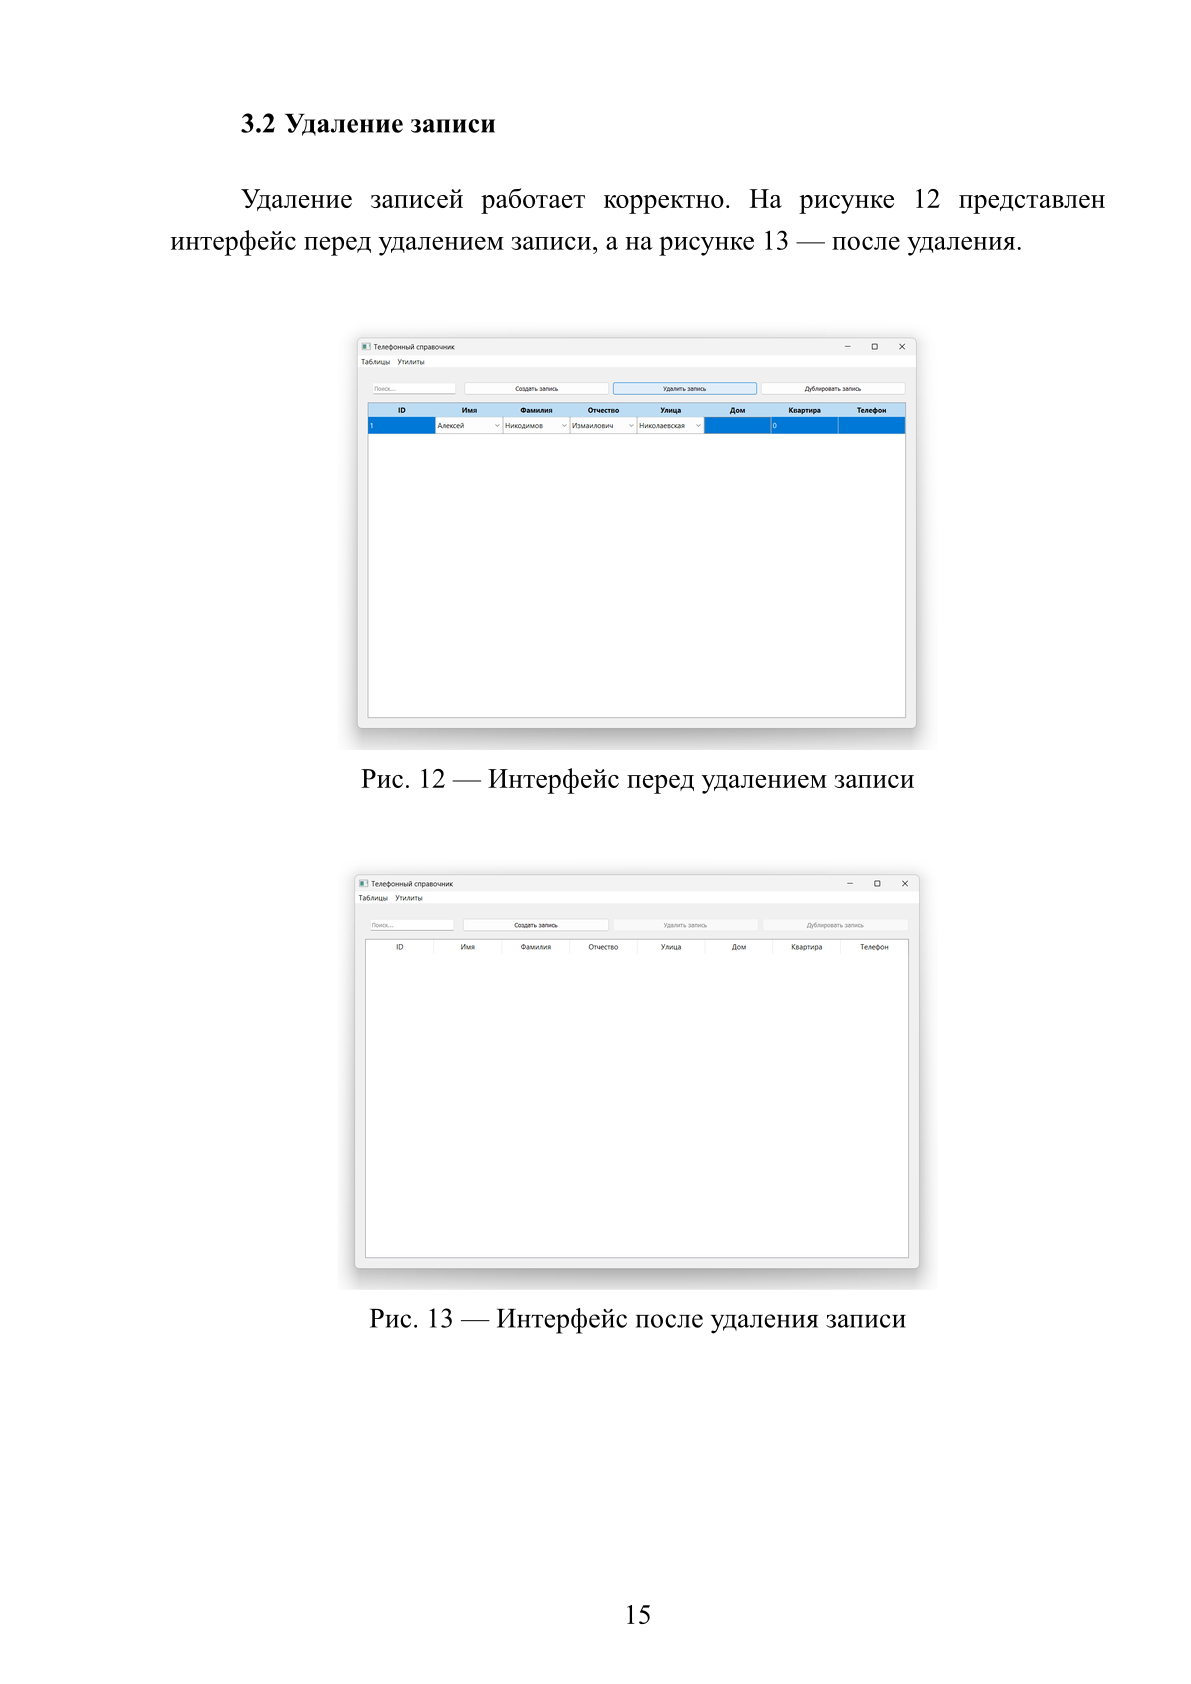 3.2 Удаление записи
Удаление записей работает корректно. На рисунке 12 представлен
интерфейс перед удалением записи, а на рисунке 13 — после удаления.
Телефонный справочник
Таблицы Утилиты
Поиск... Создать запись Удалить запись Дублировать запись
ID Имя Фамилия Отчество Улица Дом Квартира Телефон
1 Алексей Никодимов Измаилович Николаевская 0
Рис. 12 — Интерфейс перед удалением записи
Телефонный справочник
Таблицы Утилиты
Поиск... Создать запись Удалить запись Дублировать запись
ID Имя Фамилия Отчество Улица Дом Квартира Телефон
Рис. 13 — Интерфейс после удаления записи
15